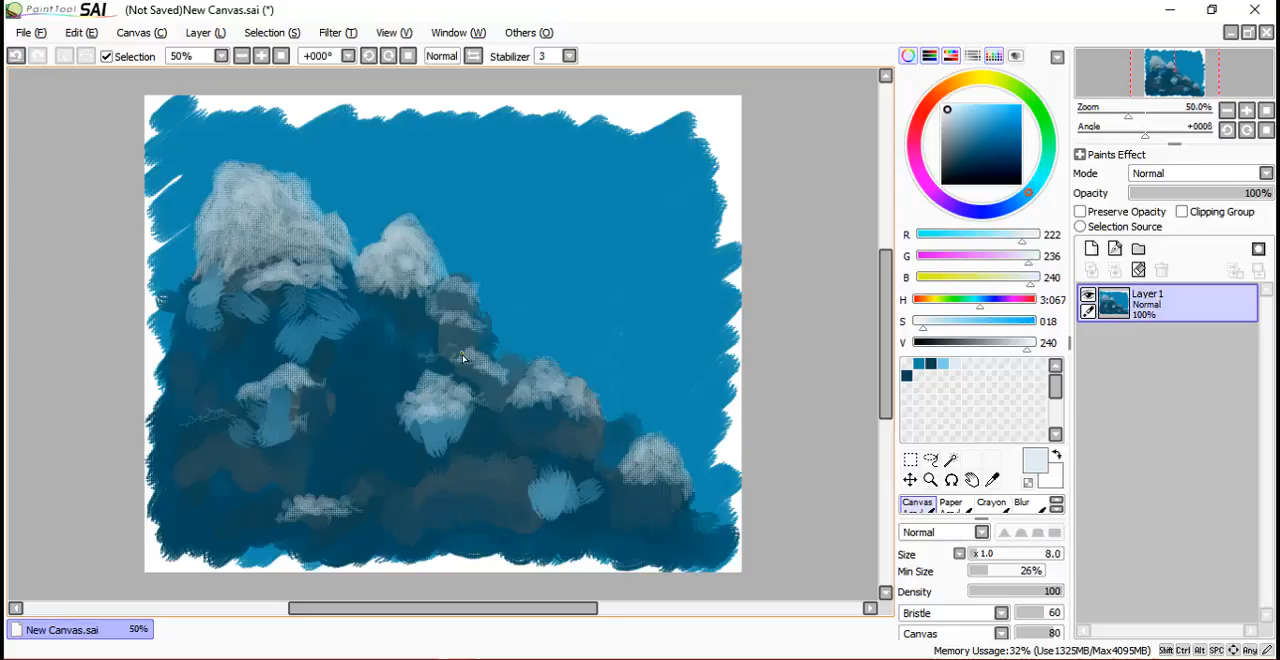 PaintTool SAI (Not Saved)New Canvas.sai (*)
File (F) Edit (E) Canvas (C) Layer (L) Selection (S) Filter (T) View (V) Window (W) Others (O)
Selection 50% +000° Normal Stabilizer 3
Zoom 50.0%
Angle +000§
Paints Effect
Mode Normal
Opacity 100%
Preserve Opacity Clipping Group
Selection Source
R 222
G 236
B 240
H 3:067
S 018
V 240
Layer1
Normal
100%
Canvas Paper Crayon Blur
Normal
Size x 1.0 8.0
Min Size 26%
Density 100
Bristle 60
Canvas 80
New Canvas.sai 50%
Memory Usage:32% (Use1325MB/Max4095MB) Shift Ctrl Alt SPC Any